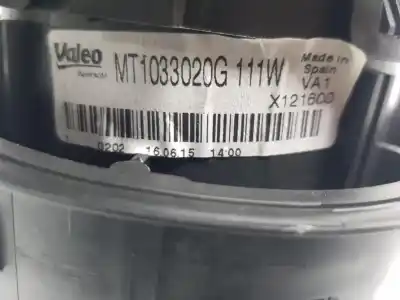 Valeo MT1033020G 111W Made in
Spain
VA1
X121600
B202 16.06.15 14:00